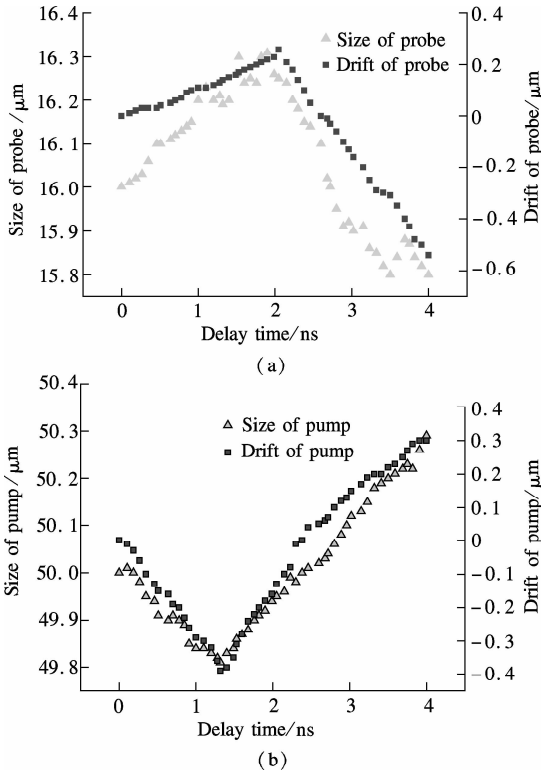 16.4
16.3
16.2
16.1
16.0
15.9
15.8
Size of probe /μm
Size of probe
Drift of probe
0.4
0.2
0
−0.2
−0.4
−0.6
Drift of probe/μm
0 1 2 3 4
Delay time/ns
(a)
50.4
50.3
50.2
50.1
50.0
49.9
49.8
Size of pump/μm
Size of pump
Drift of pump
0.4
0.3
0.2
0.1
0
−0.1
−0.2
−0.3
−0.4
Drift of pump/μm
0 1 2 3 4
Delay time/ns
(b)